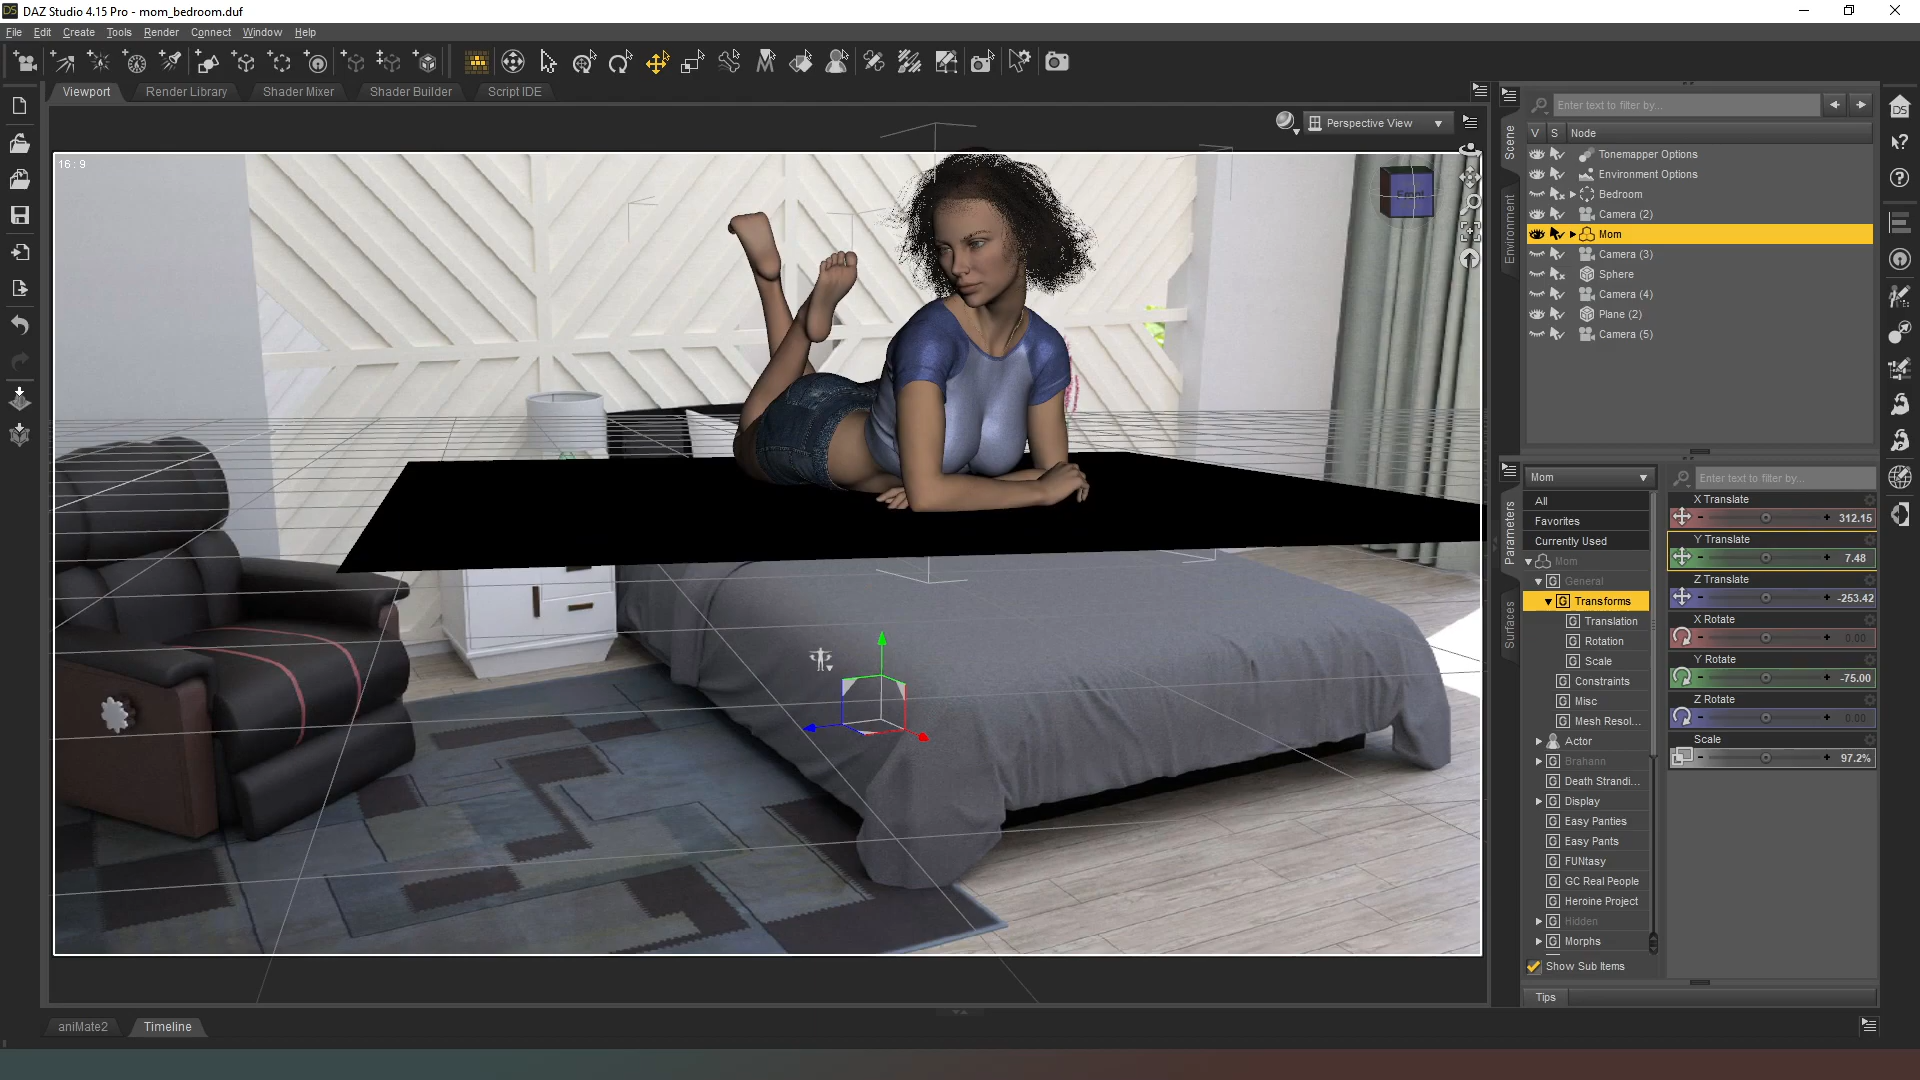 DAZ Studio 4.15 Pro - mom_bedroom.duf
File Edit Create Tools Render Connect Window Help
Viewport Render Library Shader Mixer Shader Builder Script IDE
Perspective View
16 : 9
Front
Scene
Environment
Enter text to filter by...
V S Node
Tonemapper Options
Environment Options
Bedroom
Camera (2)
Mom
Camera (3)
Sphere
Camera (4)
Plane (2)
Camera (5)
Parameters
Surfaces
Mom
All
Favorites
Currently Used
Mom
General
Transforms
Translation
Rotation
Scale
Constraints
Misc
Mesh Resol...
Actor
Brahann
Death Strandi...
Display
Easy Panties
Easy Pants
FUNtasy
GC Real People
Heroine Project
Hidden
Morphs
Show Sub Items
Enter text to filter by...
X Translate
312.15
Y Translate
7.48
Z Translate
-253.42
X Rotate
0.00
Y Rotate
-75.00
Z Rotate
0.00
Scale
97.2%
Tips
aniMate2 Timeline